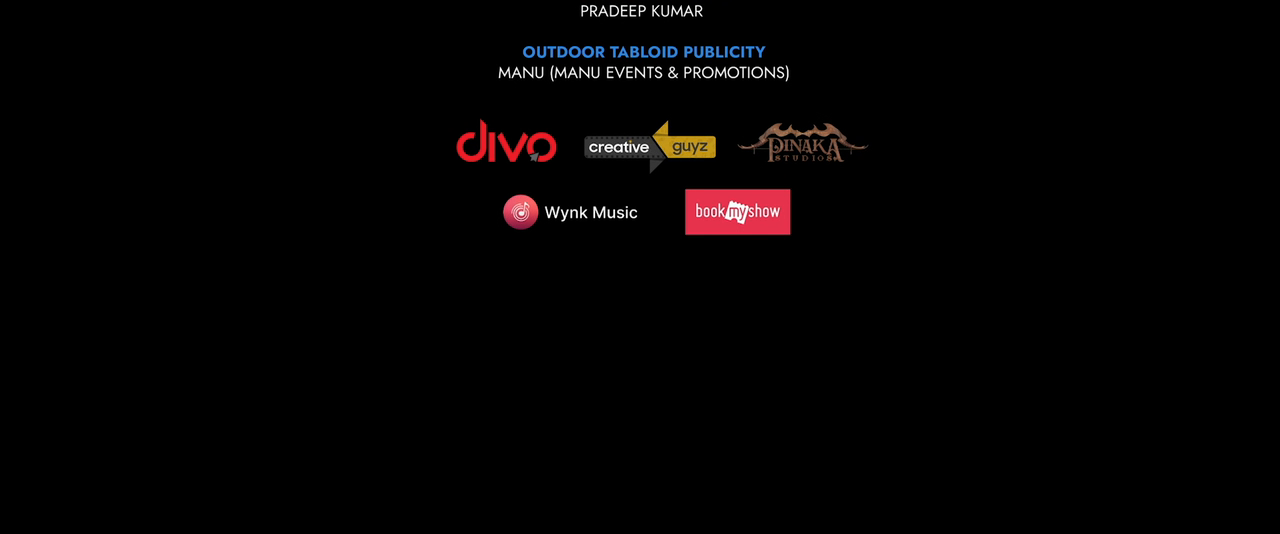 PRADEEP KUMAR
OUTDOOR TABLOID PUBLICITY
MANU (MANU EVENTS & PROMOTIONS)
divo
creative guyz
PINAKA
STUDIOS
Wynk Music
bookmyshow